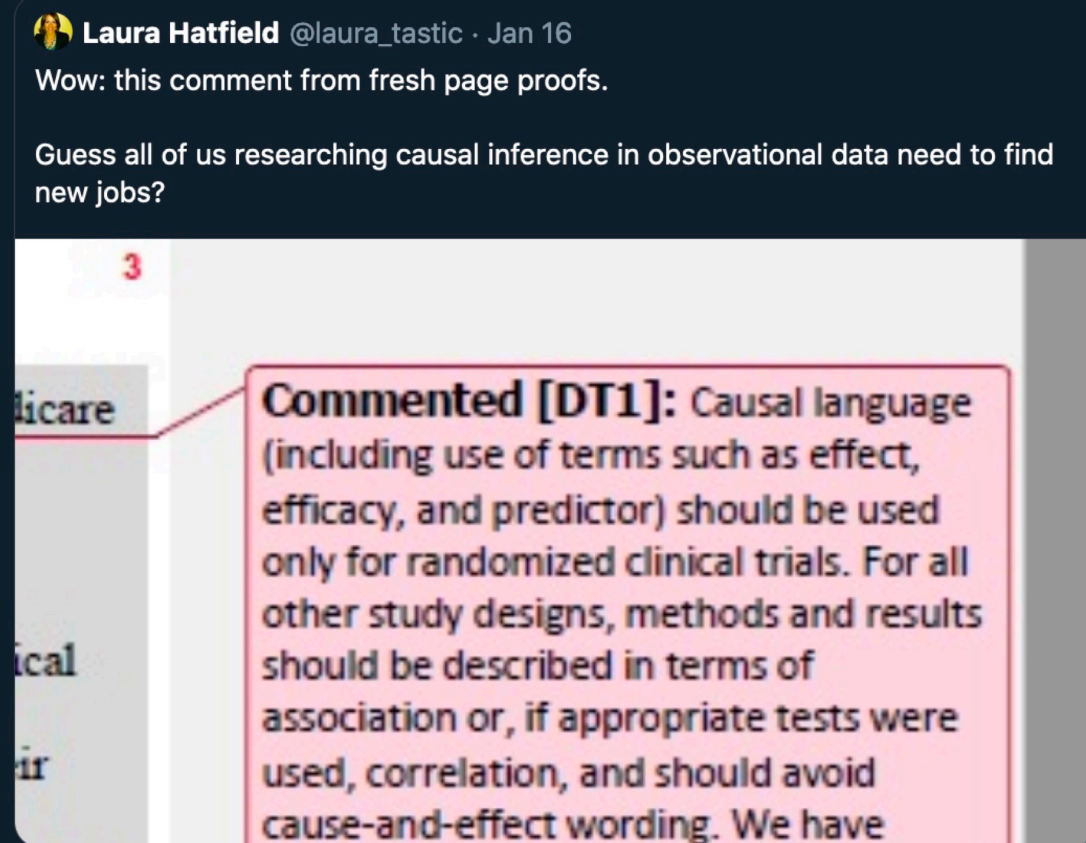 Laura Hatfield @laura_tastic · Jan 16
Wow: this comment from fresh page proofs.
Guess all of us researching causal inference in observational data need to find
new jobs?
3
dicare
ical
ir
Commented [DT1]: Causal language
(including use of terms such as effect,
efficacy, and predictor) should be used
only for randomized clinical trials. For all
other study designs, methods and results
should be described in terms of
association or, if appropriate tests were
used, correlation, and should avoid
cause-and-effect wording. We have